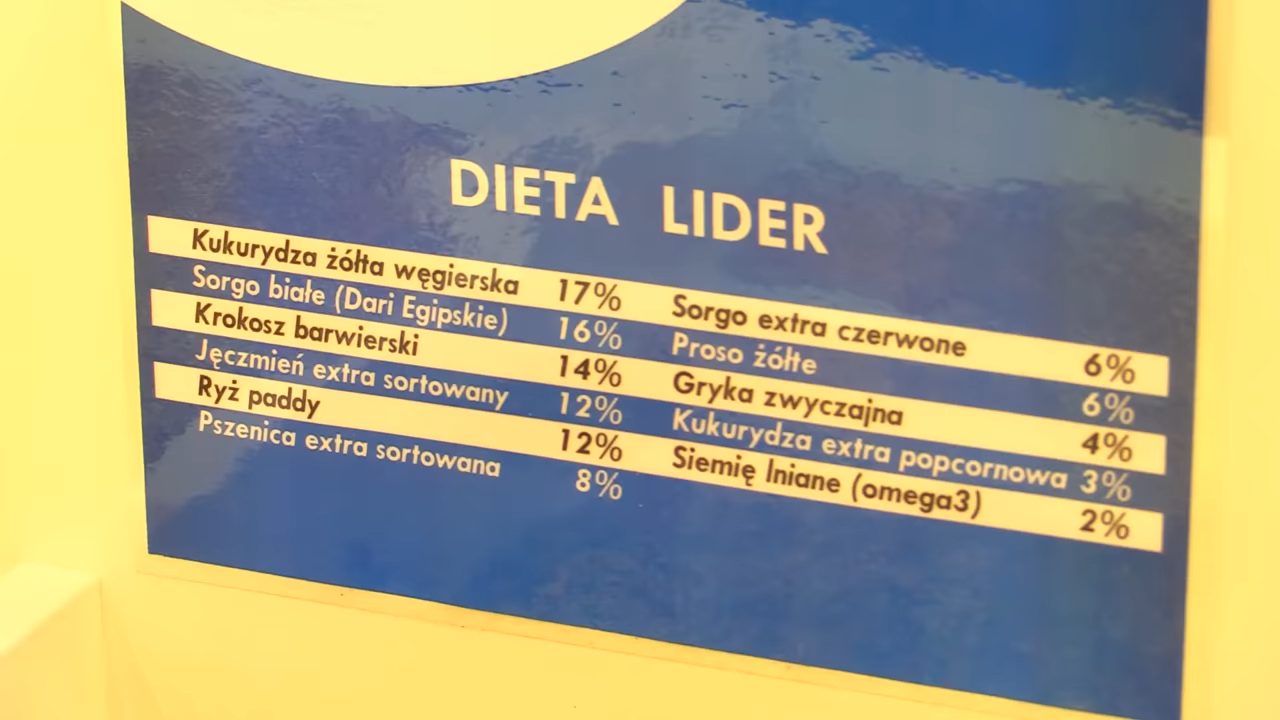 DIETA LIDER
Kukurydza żółta węgierska 17%
Sorgo białe (Dari Egipskie) 16%
Krokosz barwierski 14%
Jęczmień extra sortowany 12%
Ryż paddy 12%
Pszenica extra sortowana 8%
Sorgo extra czerwone 6%
Proso żółte 6%
Gryka zwyczajna 4%
Kukurydza extra popcornowa 3%
Siemię lniane (omega3) 2%